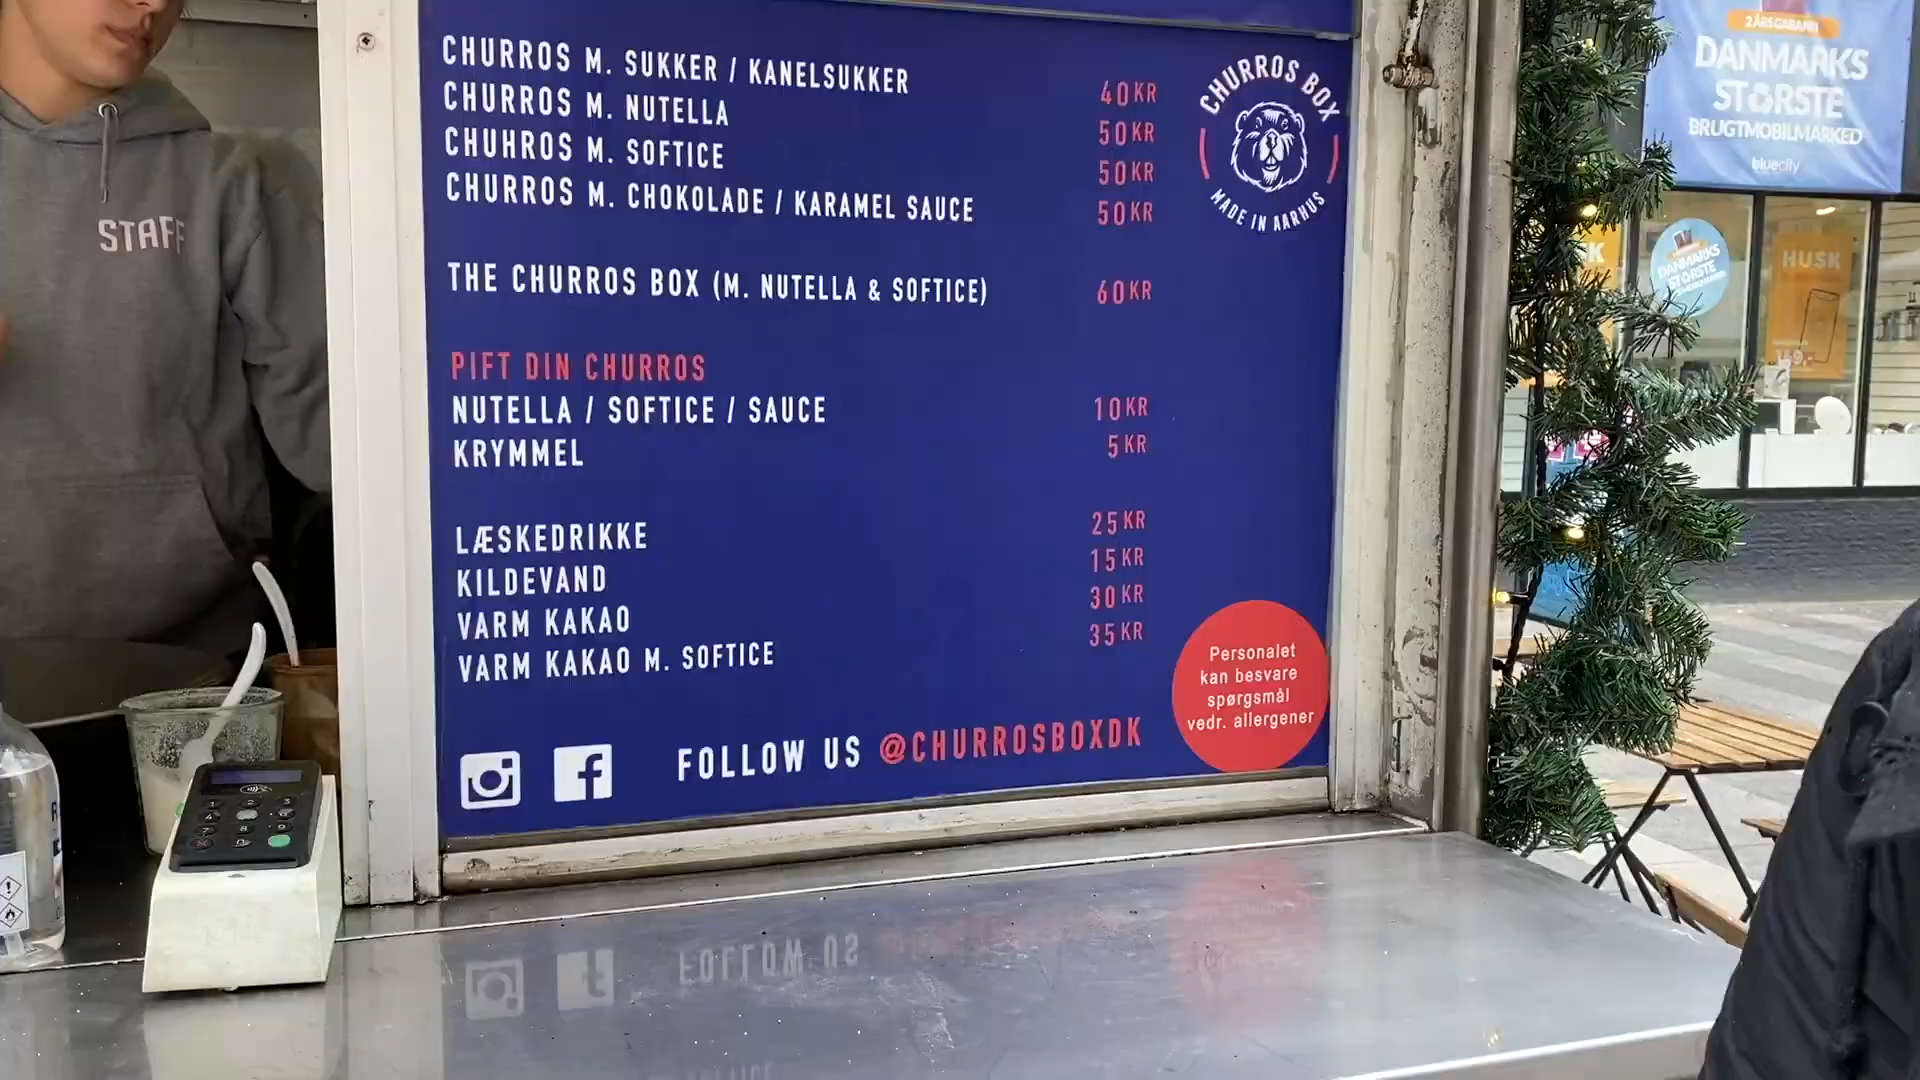 CHURROS M. SUKKER / KANELSUKKER 40 KR
CHURROS M. NUTELLA 50 KR
CHUHROS M. SOFTICE 50 KR
CHURROS M. CHOKOLADE / KARAMEL SAUCE 50 KR
THE CHURROS BOX (M. NUTELLA & SOFTICE) 60 KR
PIFT DIN CHURROS
NUTELLA / SOFTICE / SAUCE 10 KR
KRYMMEL 5 KR
LÆSKEDRIKKE 25 KR
KILDEVAND 15 KR
VARM KAKAO 30 KR
VARM KAKAO M. SOFTICE 35 KR
FOLLOW US @CHURROSBOXDK
CHURROS BOX
MADE IN AARHUS
Personalet
kan besvare
spørgsmål
vedr. allergener
STAFF
2 ÅRS GARANTI
DANMARKS
STØRSTE
BRUGTMOBILMARKED
bluecity
DANMARKS
STØRSTE
HUSK